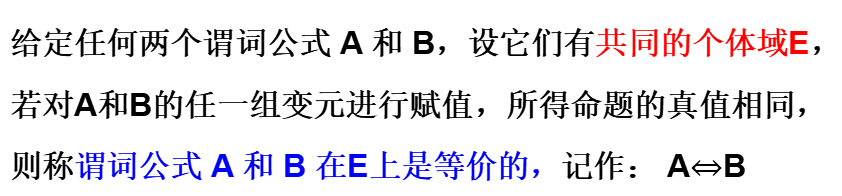 给定任何两个谓词公式 A 和 B，设它们有共同的个体域E，
若对A和B的任一组变元进行赋值，所得命题的真值相同，
则称谓词公式 A 和 B 在E上是等价的，记作： A⇔B